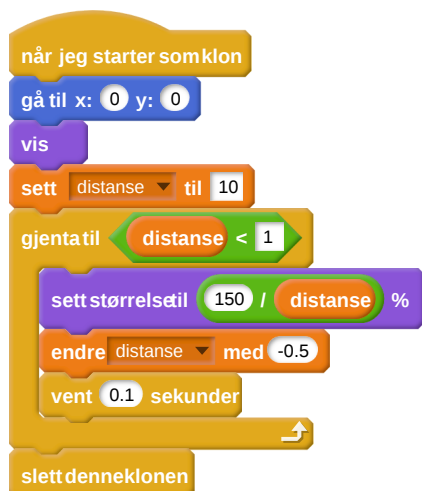 når jeg starter som klon
gå til x: 0 y: 0
vis
sett distanse til 10
gjenta til distanse < 1
sett størrelse til 150 / distanse %
endre distanse med -0.5
vent 0.1 sekunder
slett denne klonen